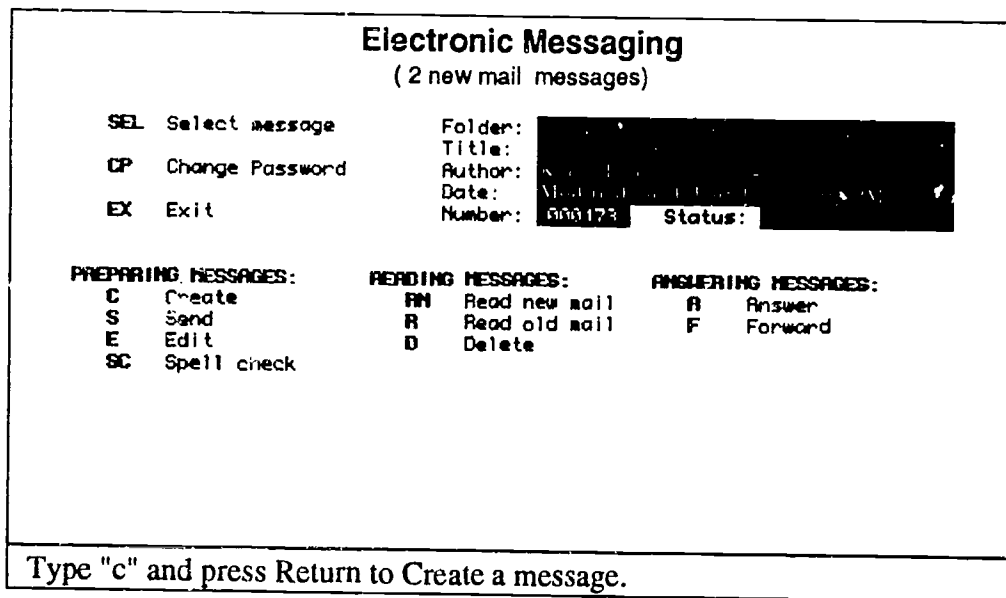 Electronic Messaging
( 2 new mail messages)
SEL Select message
CP Change Password
EX Exit
Folder:
Title:
Author:
Date:
Number: 000173 Status:
PREPARING MESSAGES:
C Create
S Send
E Edit
SC Spell check
READING MESSAGES:
RN Read new mail
R Read old mail
D Delete
ANSWERING MESSAGES:
A Answer
F Forward
Type "c" and press Return to Create a message.